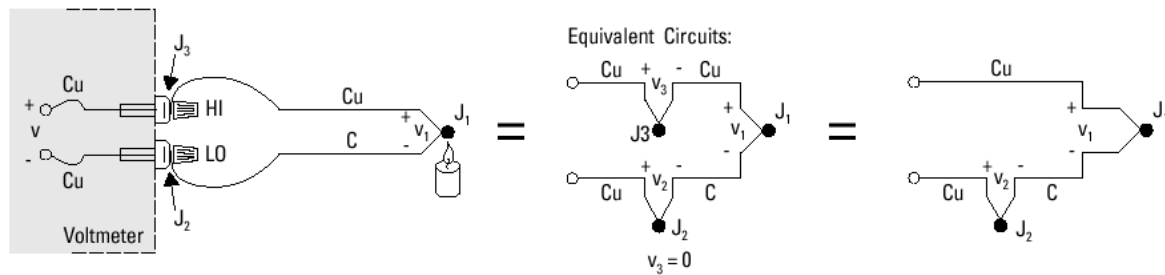 J3
Cu
+
v
-
HI
LO
Cu
J2
Voltmeter
Cu
+
v1
-
C
J1
=
Equivalent Circuits:
Cu
+
-
Cu
v3
J3
+
v1
-
J1
+
-
Cu
v2
C
J2
v3 = 0
=
Cu
+
v1
-
J
+
-
Cu
v2
C
J2